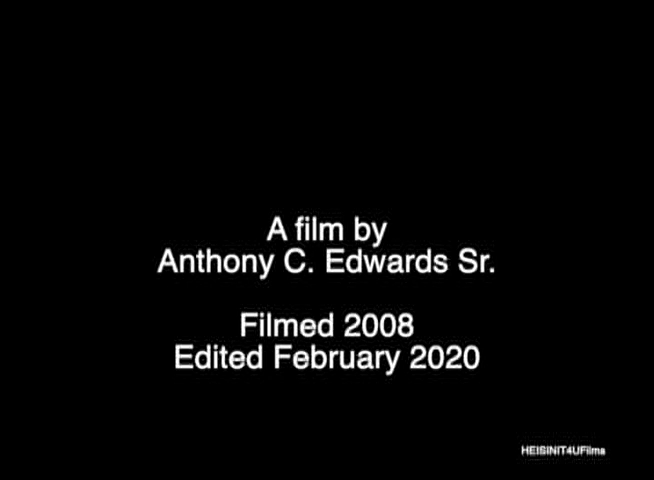 A film by
Anthony C. Edwards Sr.
Filmed 2008
Edited February 2020
HEISINIT4UFilms